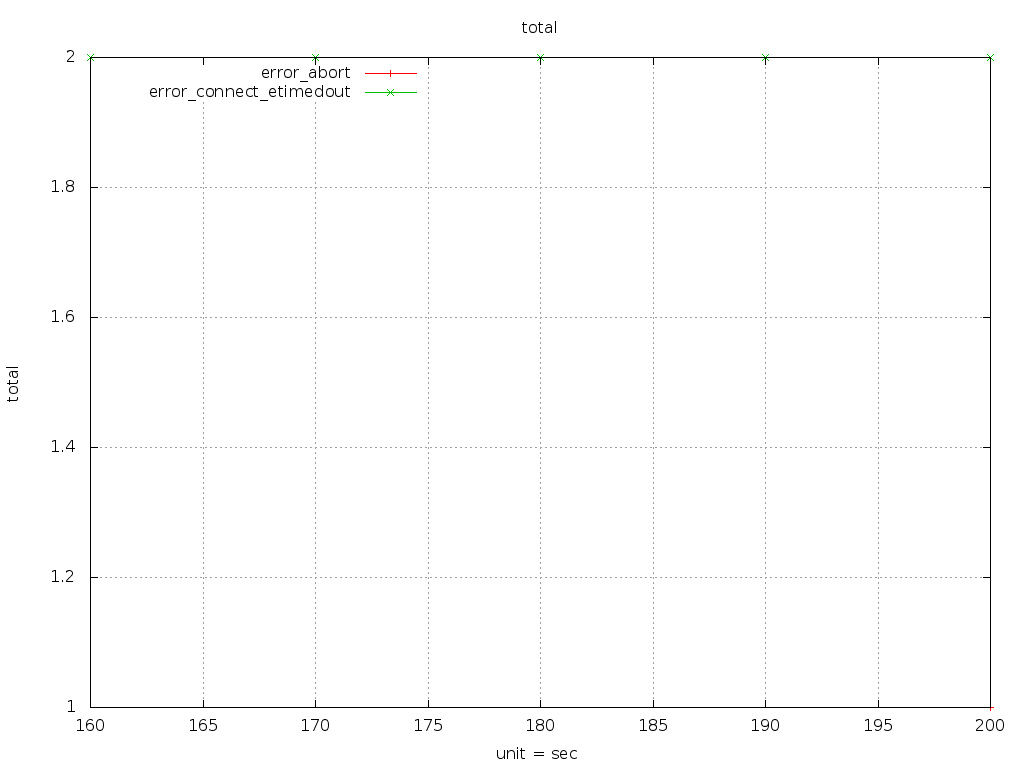 total
2
error_abort
error_connect_etimedout
1.8
1.6
total
1.4
1.2
1
160 165 170 175 180 185 190 195 200
unit = sec